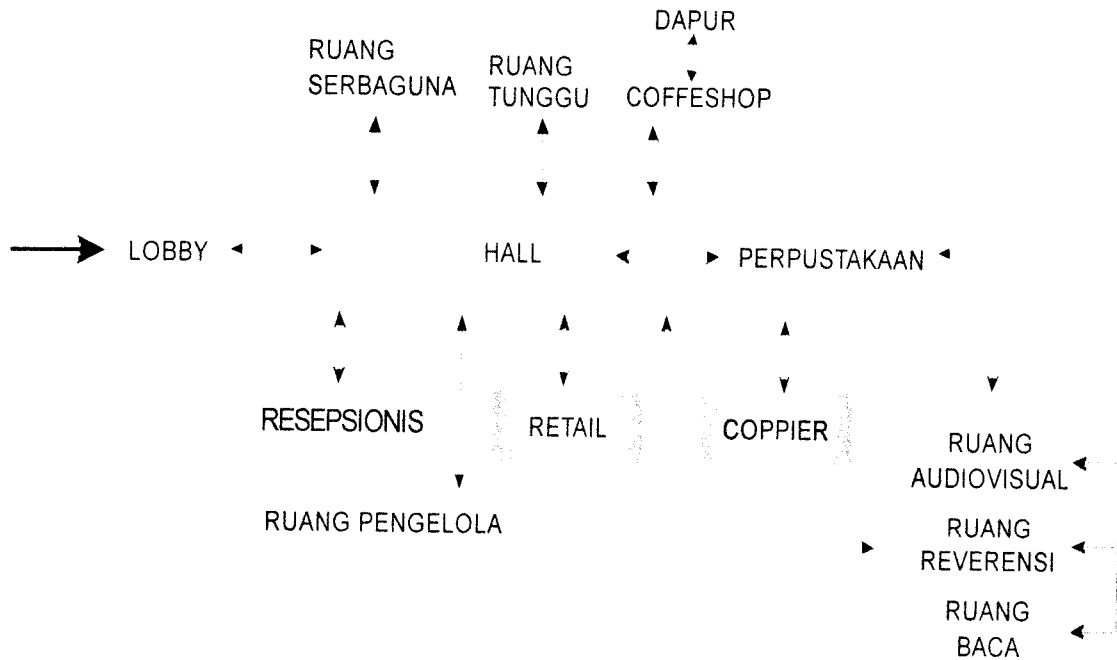 DAPUR
RUANG
SERBAGUNA
RUANG
TUNGGU
COFFESHOP
LOBBY
HALL
PERPUSTAKAAN
RESEPSIONIS
RETAIL
COPPIER
RUANG
AUDIOVISUAL
RUANG PENGELOLA
RUANG
REVERENSI
RUANG
BACA